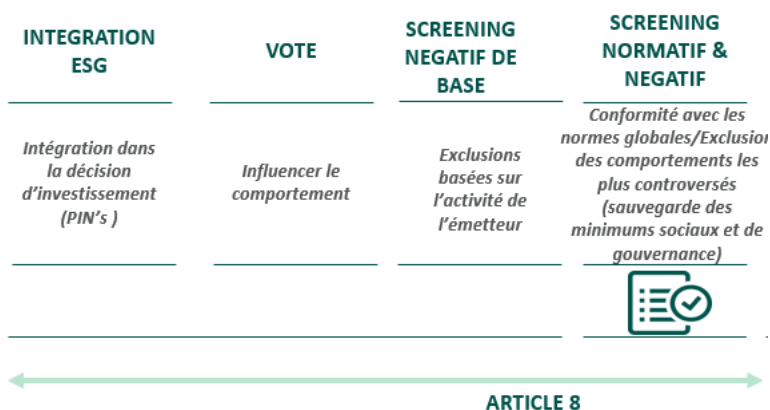 INTEGRATION
ESG
VOTE
SCREENING
NEGATIF DE
BASE
SCREENING
NORMATIF &
NEGATIF
Intégration dans
la décision
d'investissement
(PIN's )
Influencer le
comportement
Exclusions
basées sur
l'activité de
l'émetteur
Conformité avec les
normes globales/Exclusion
des comportements les
plus controversés
(sauvegarde des
minimums sociaux et de
gouvernance)
ARTICLE 8